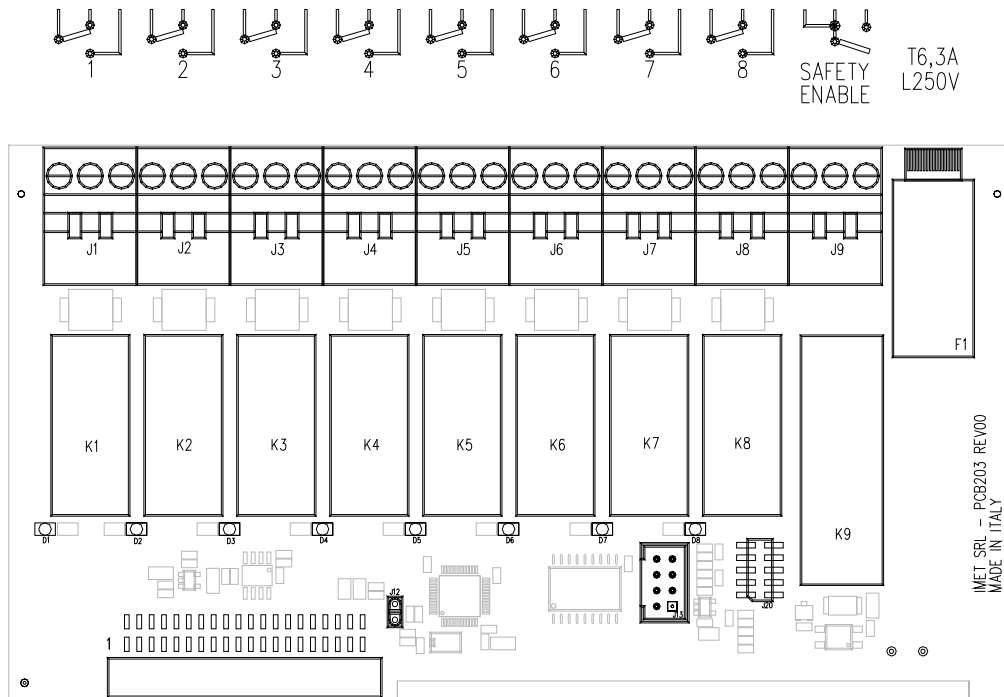 1 2 3 4 5 6 7 8
SAFETY ENABLE
T6,3A
L250V
J1 J2 J3 J4 J5 J6 J7 J8 J9
F1
K1 K2 K3 K4 K5 K6 K7 K8
K9
D1 D2 D3 D4 D5 D6 D7 D8
IMET SRL - PCB203 REV00
MADE IN ITALY
J12
J13
J20
1